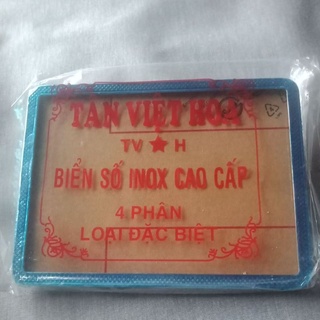 TÂN VIỆT HOA
TV ★ H
BIỂN SỐ INOX CAO CẤP
4 PHÂN
LOẠI ĐẶC BIỆT